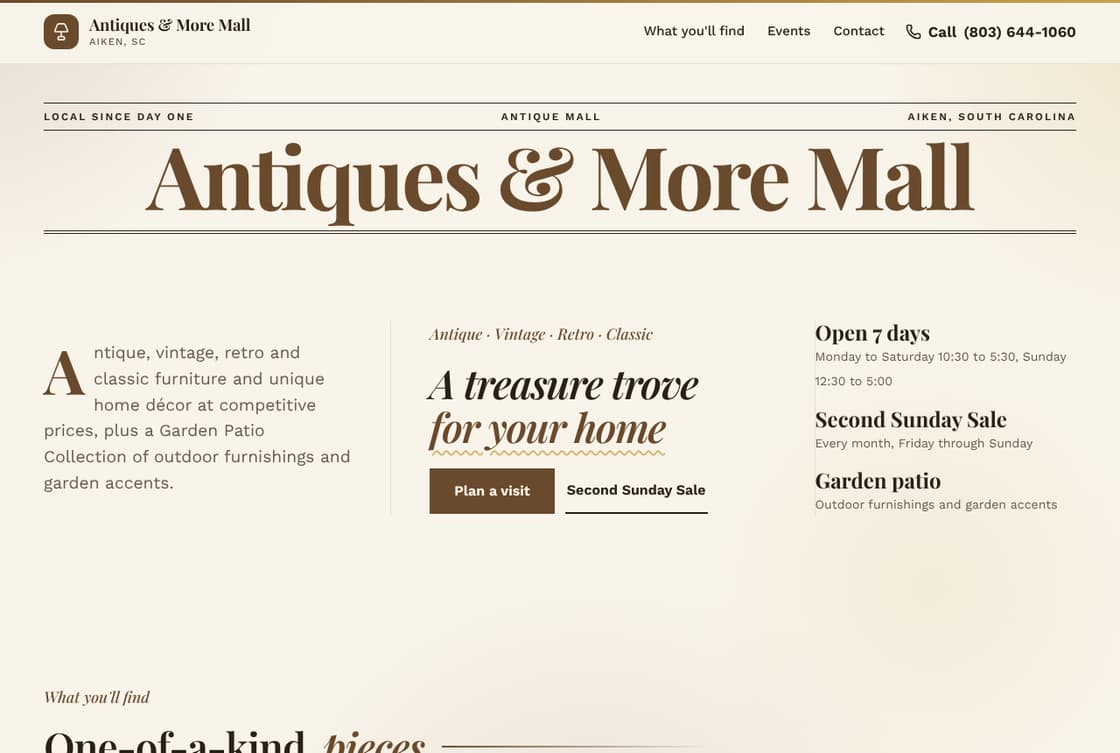 Antiques & More Mall
AIKEN, SC
What you'll find
Events
Contact
Call (803) 644-1060
LOCAL SINCE DAY ONE
ANTIQUE MALL
AIKEN, SOUTH CAROLINA
Antiques & More Mall
Antique, vintage, retro and
classic furniture and unique
home décor at competitive
prices, plus a Garden Patio
Collection of outdoor furnishings and
garden accents.
Antique · Vintage · Retro · Classic
A treasure trove
for your home
Plan a visit
Second Sunday Sale
Open 7 days
Monday to Saturday 10:30 to 5:30, Sunday
12:30 to 5:00
Second Sunday Sale
Every month, Friday through Sunday
Garden patio
Outdoor furnishings and garden accents
What you'll find
One-of-a-kind pieces